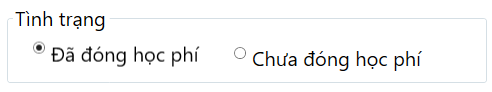 Tình trạng
Đã đóng học phí Chưa đóng học phí